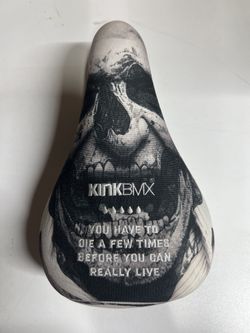 KINKBMX
YOU HAVE TO
DIE A FEW TIMES
BEFORE YOU CAN
REALLY LIVE